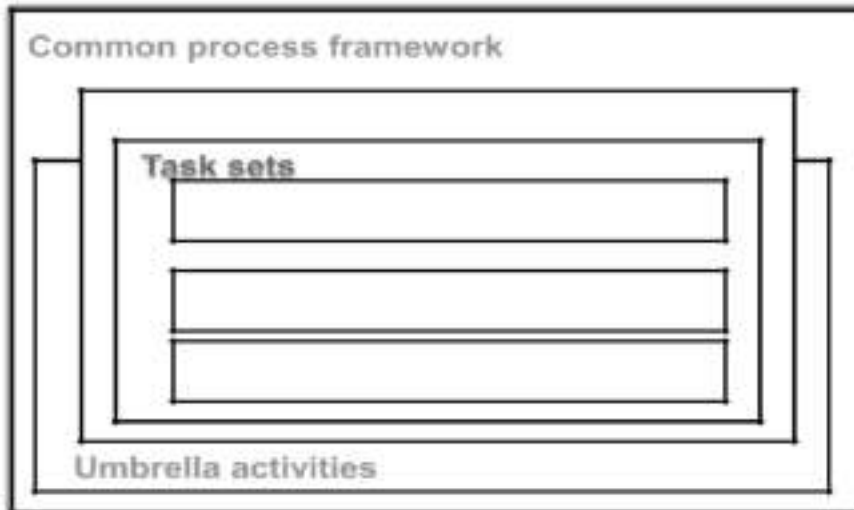 Common process framework
Task sets
Umbrella activities